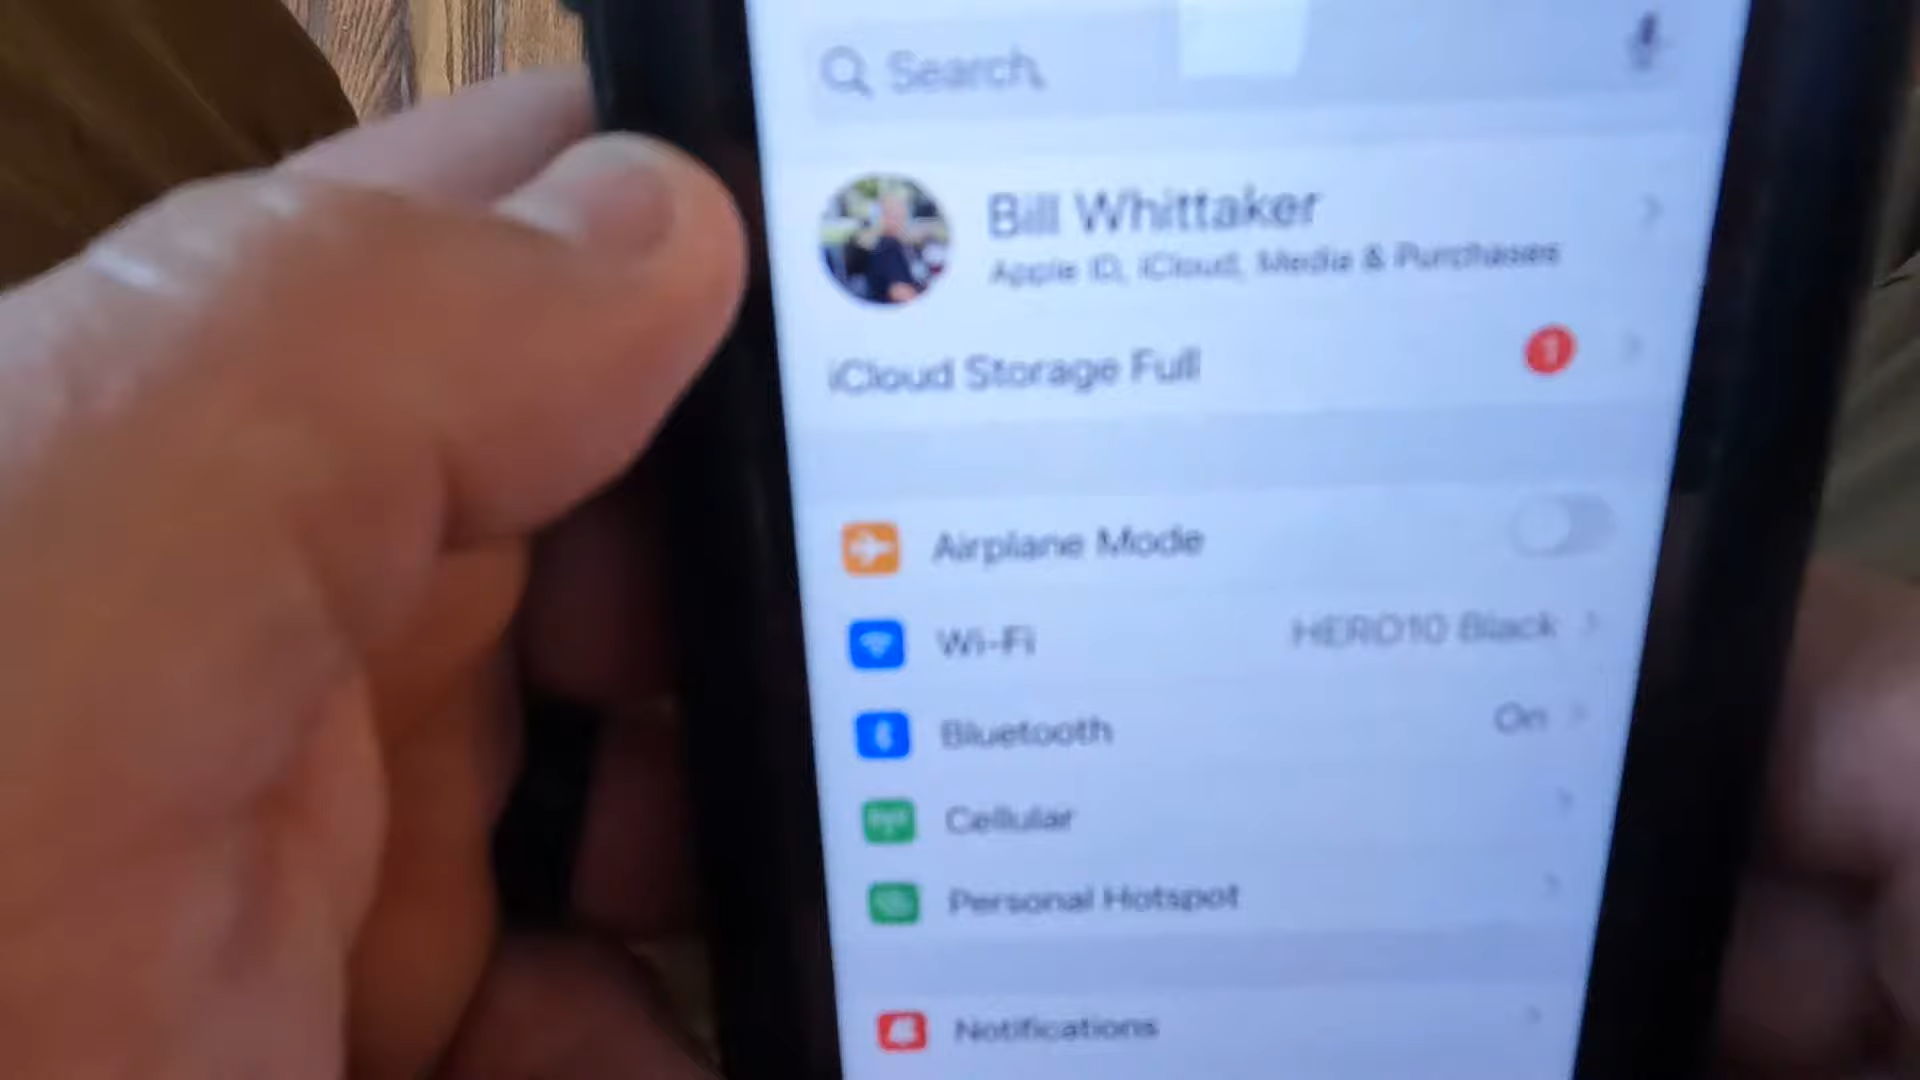 Search
Bill Whittaker
Apple ID, iCloud, Media & Purchases
iCloud Storage Full
1
Airplane Mode
Wi-Fi
HERO10 Black
Bluetooth
On
Cellular
Personal Hotspot
Notifications